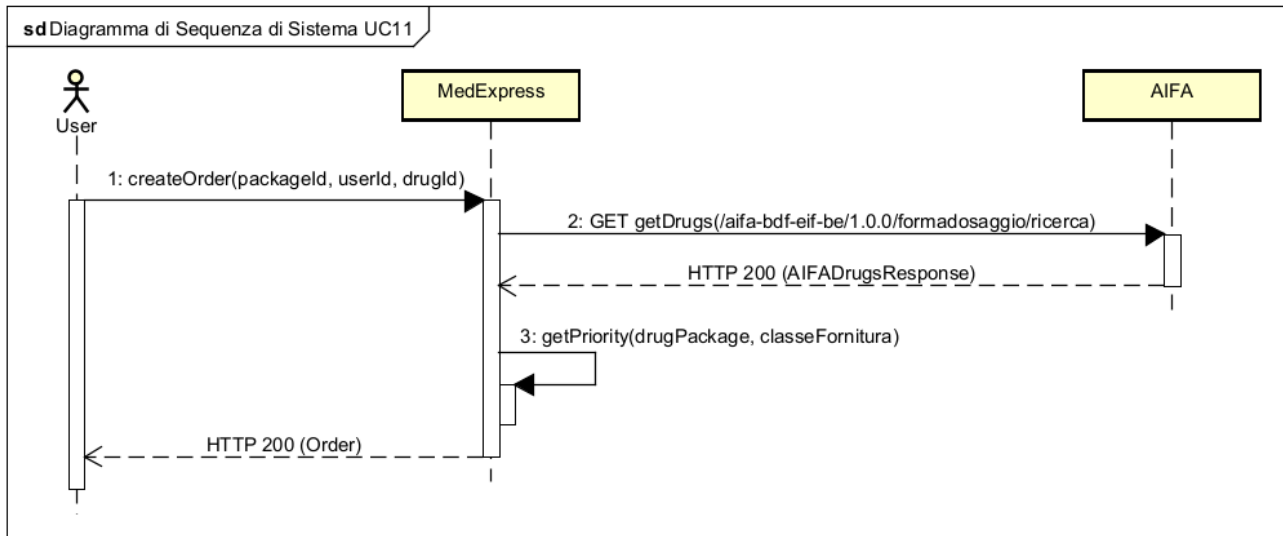 sd Diagramma di Sequenza di Sistema UC11
User
MedExpress
AIFA
1: createOrder(packageId, userId, drugId)
2: GET getDrugs(/aifa-bdf-eif-be/1.0.0/formadosaggio/ricerca)
HTTP 200 (AIFADrugsResponse)
3: getPriority(drugPackage, classeFornitura)
HTTP 200 (Order)